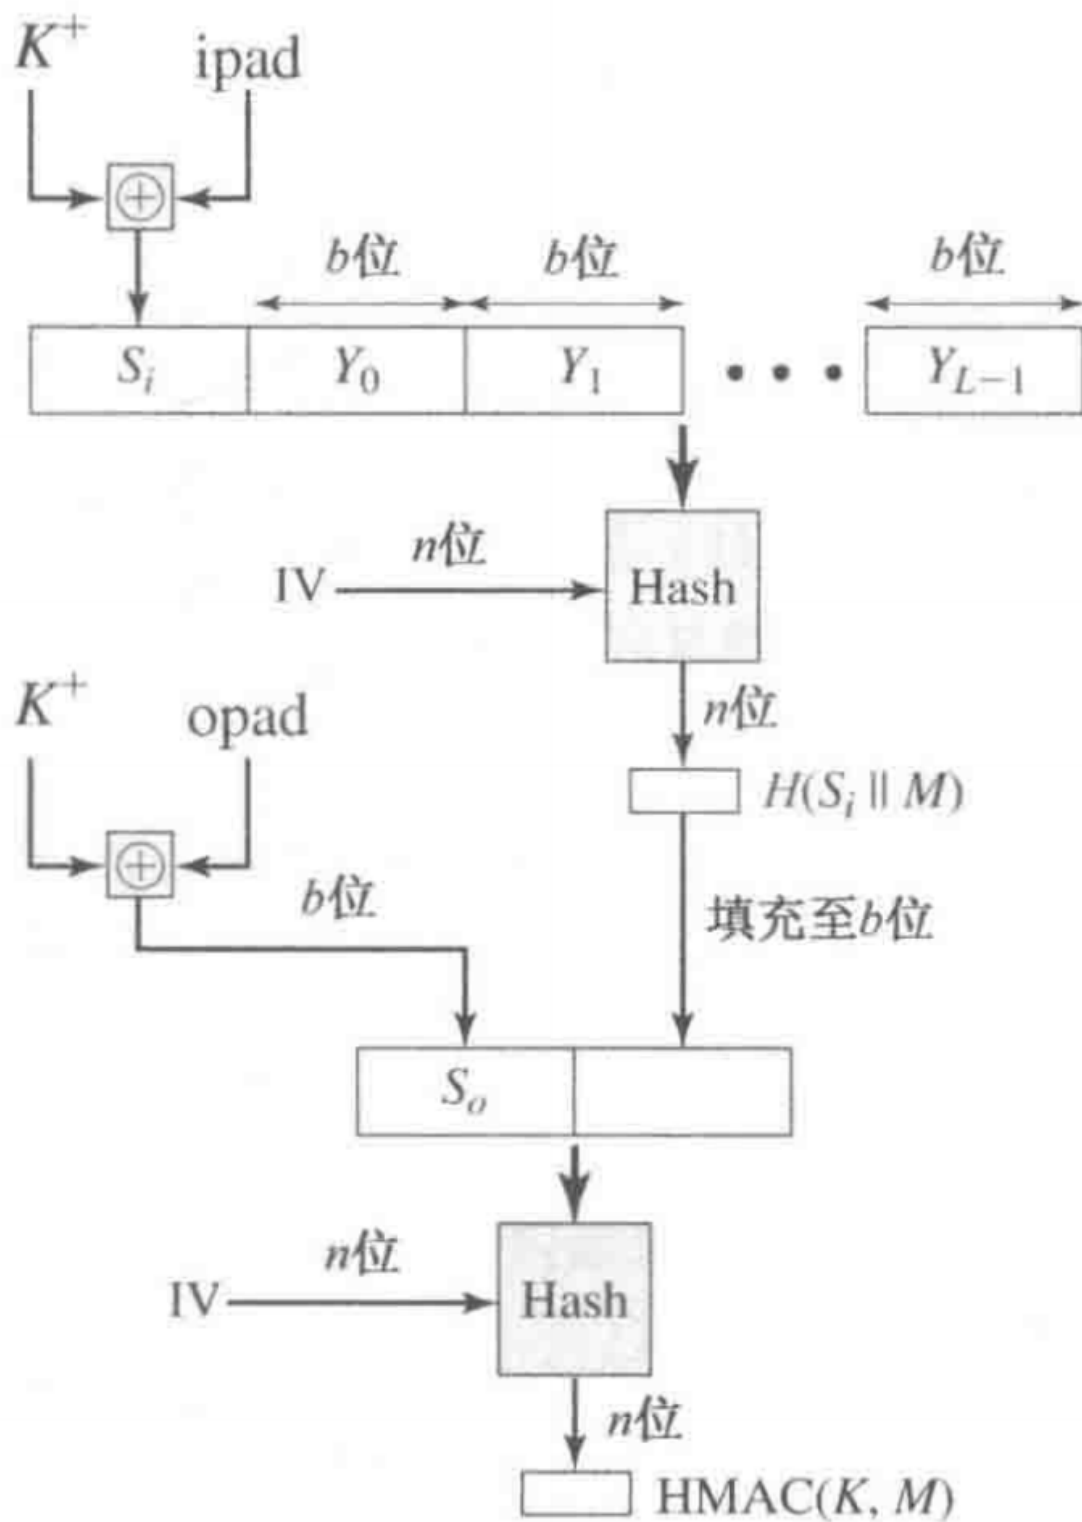 K⁺ ipad
b位 b位 b位
Sᵢ Y₀ Y₁ • • • Y_{L−1}
n位
IV Hash
K⁺ opad
n位
H(Sᵢ || M)
b位
填充至b位
Sₒ
n位
IV Hash
n位
HMAC(K, M)